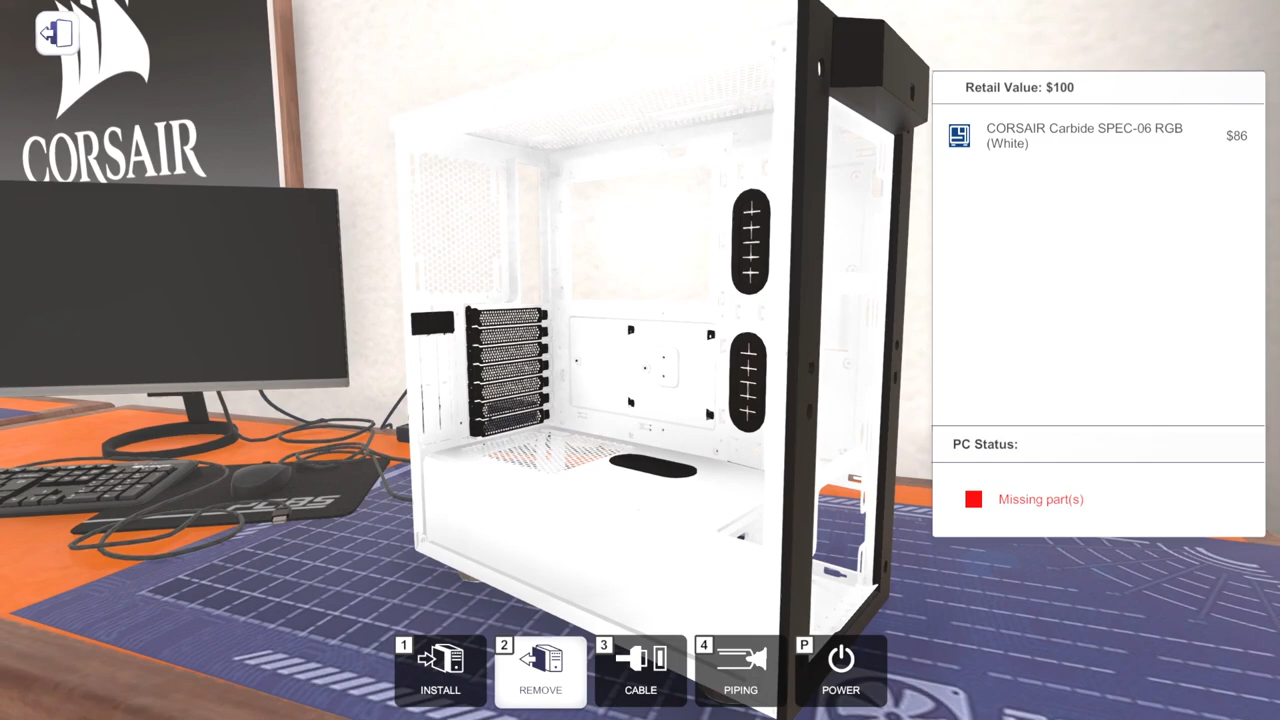 CORSAIR
Retail Value: $100
CORSAIR Carbide SPEC-06 RGB
(White)
$86
PC Status:
Missing part(s)
PCBS
1
INSTALL
2
REMOVE
3
CABLE
4
PIPING
P
POWER